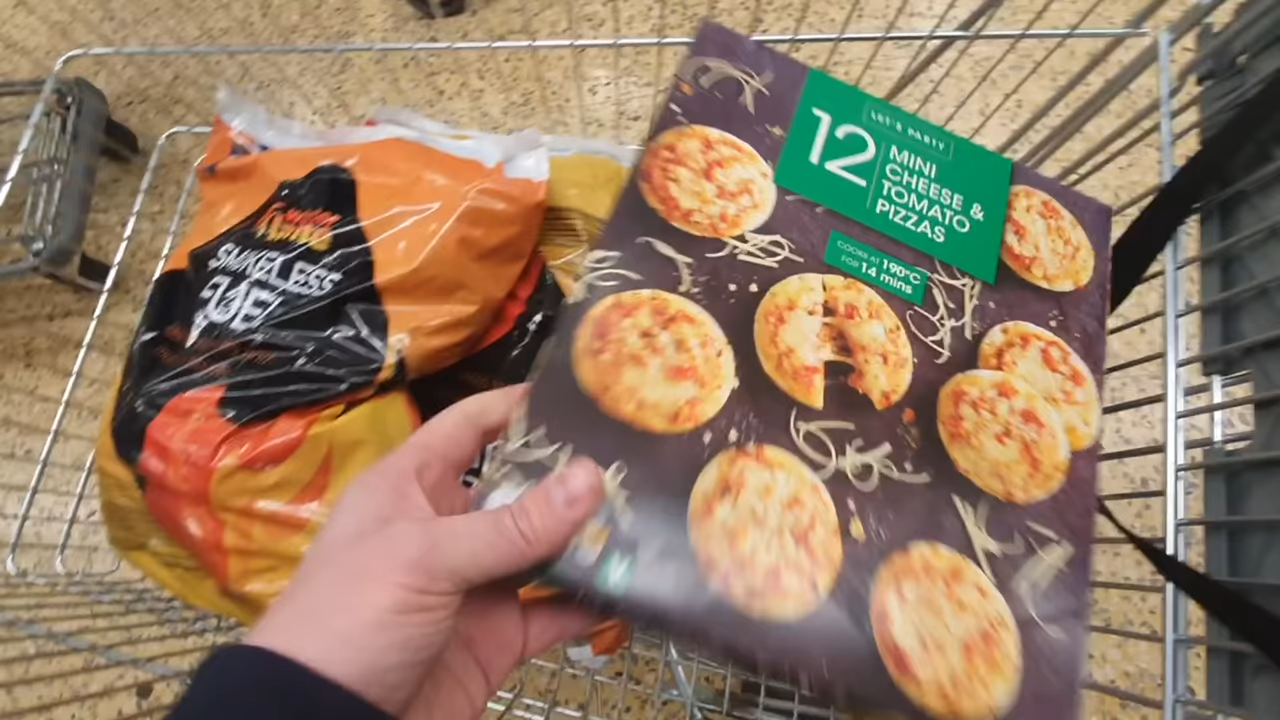 LET'S PARTY
12
MINI
CHEESE &
TOMATO
PIZZAS
COOKS AT 190°C
FOR 14 mins
SMOKELESS
FUEL
V